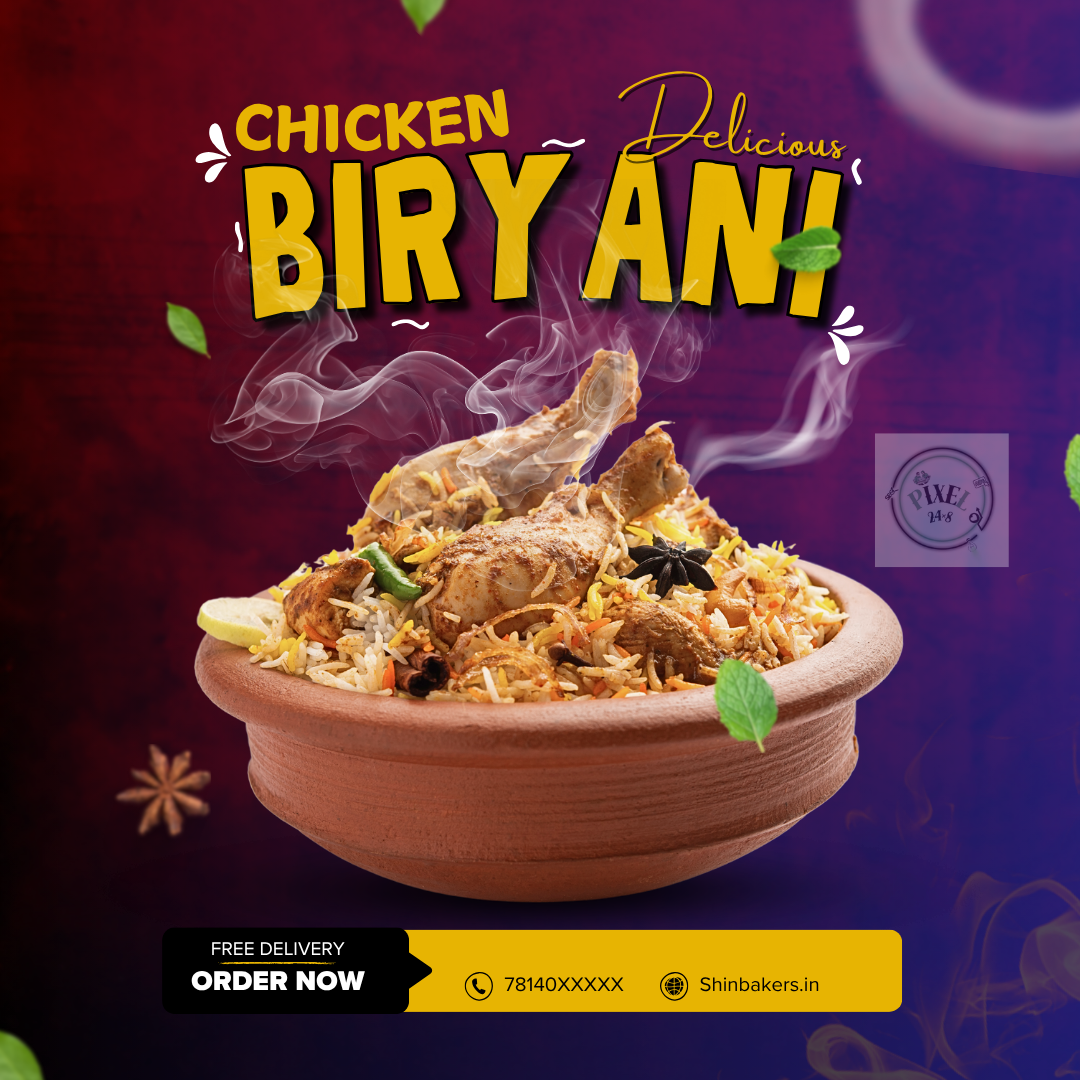 CHICKEN
Delicious
BIRYANI
PIXEL
24*8
FREE DELIVERY
ORDER NOW
78140XXXXX
Shinbakers.in